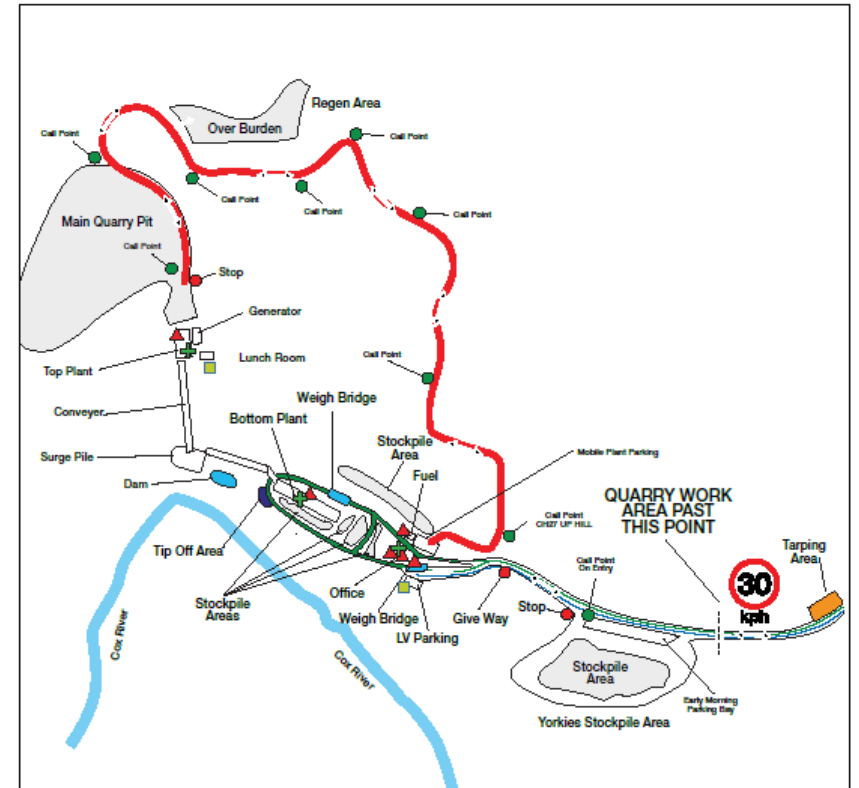 Regen Area
Over Burden
Call Point
Call Point
Call Point
Call Point
Call Point
Main Quarry Pit
Call Point
Stop
Generator
Lunch Room
Top Plant
Call Point
Conveyer
Weigh Bridge
Bottom Plant
Surge Pile
Stockpile
Area
Mobile Plant Parking
Fuel
Dam
QUARRY WORK
AREA PAST
THIS POINT
Call Point
CH27 UP HILL
Tip Off Area
Call Point
On Entry
Tarping
Area
30
kph
Office
Stockpile
Areas
Weigh Bridge
LV Parking
Give Way
Stop
Cox River
Cox River
Stockpile
Area
Early Morning
Parking Bay
Yorkies Stockpile Area